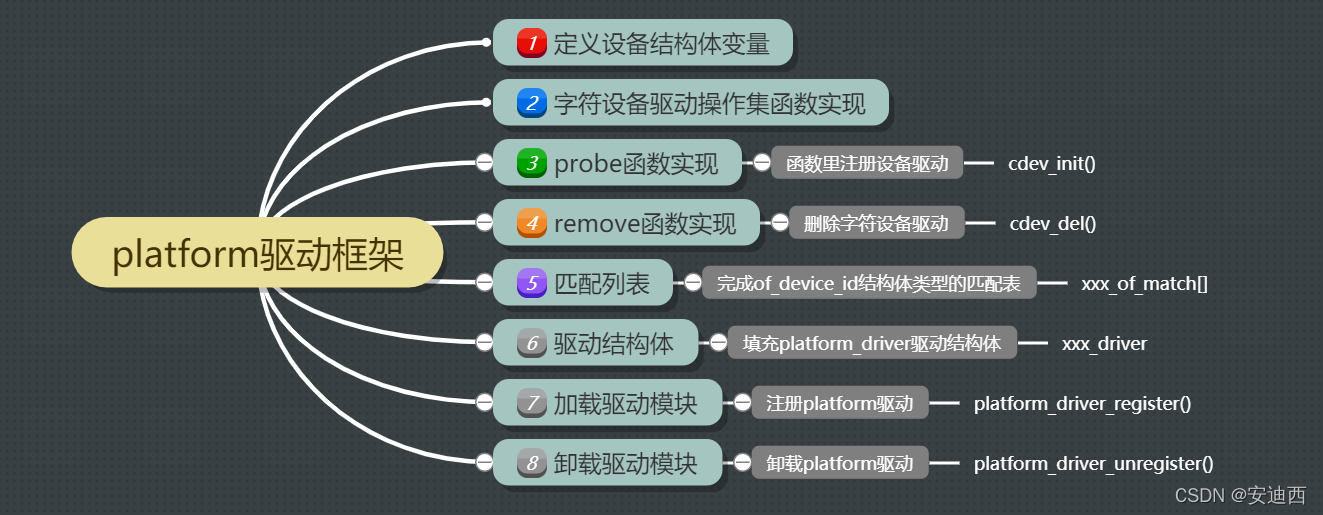 platform驱动框架
1 定义设备结构体变量
2 字符设备驱动操作集函数实现
3 probe函数实现 函数里注册设备驱动 cdev_init()
4 remove函数实现 删除字符设备驱动 cdev_del()
5 匹配列表 完成of_device_id结构体类型的匹配表 xxx_of_match[]
6 驱动结构体 填充platform_driver驱动结构体 xxx_driver
7 加载驱动模块 注册platform驱动 platform_driver_register()
8 卸载驱动模块 卸载platform驱动 platform_driver_unregister()
CSDN @安迪西